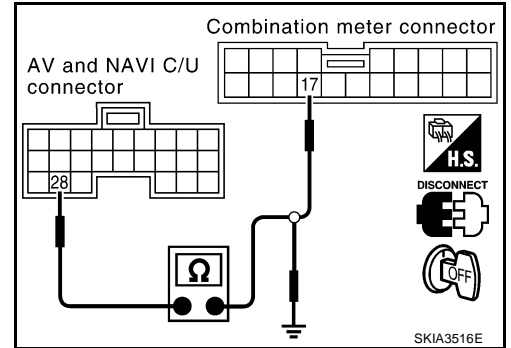 Combination meter connector
AV and NAVI C/U
connector
17
28
H.S.
DISCONNECT
Ω
OFF
SKIA3516E